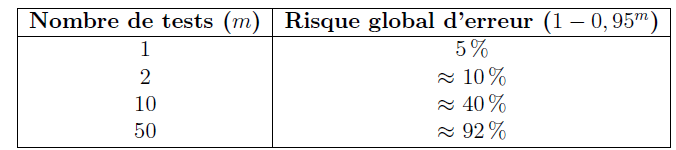 Nombre de tests (m) Risque global d'erreur (1 − 0,95^m)
1 5 %
2 ≈ 10 %
10 ≈ 40 %
50 ≈ 92 %